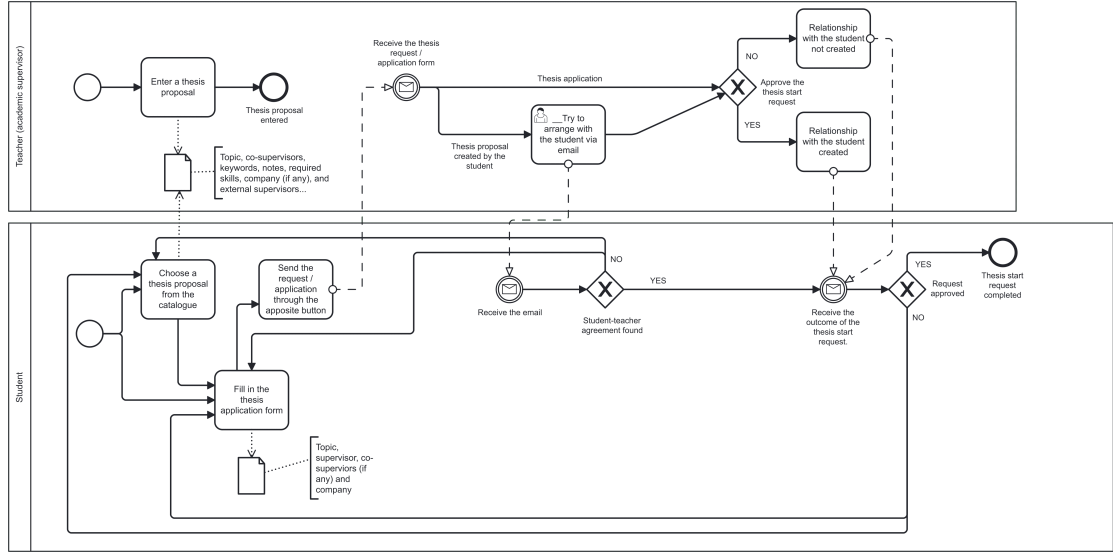 Teacher (academic supervisor)
Enter a thesis
proposal
Thesis proposal
entered
Topic, co-supervisors,
keywords, notes, required
skills, company (if any), and
external supervisors...
Receive the thesis
request /
application form
Thesis application
Thesis proposal
created by the
student
__Try to
arrange with
the student via
email
Approve the
thesis start
request
NO
YES
Relationship
with the student
not created
Relationship
with the student
created
Student
Choose a
thesis proposal
from the
catalogue
Send the
request /
application
through the
apposite button
Fill in the
thesis
application form
Topic,
supervisor, co-
superviors (if
any) and
company
Receive the email
NO
YES
Student-teacher
agreement found
Receive the
outcome of the
thesis start
request.
YES
Request
approved
NO
Thesis start
request
completed